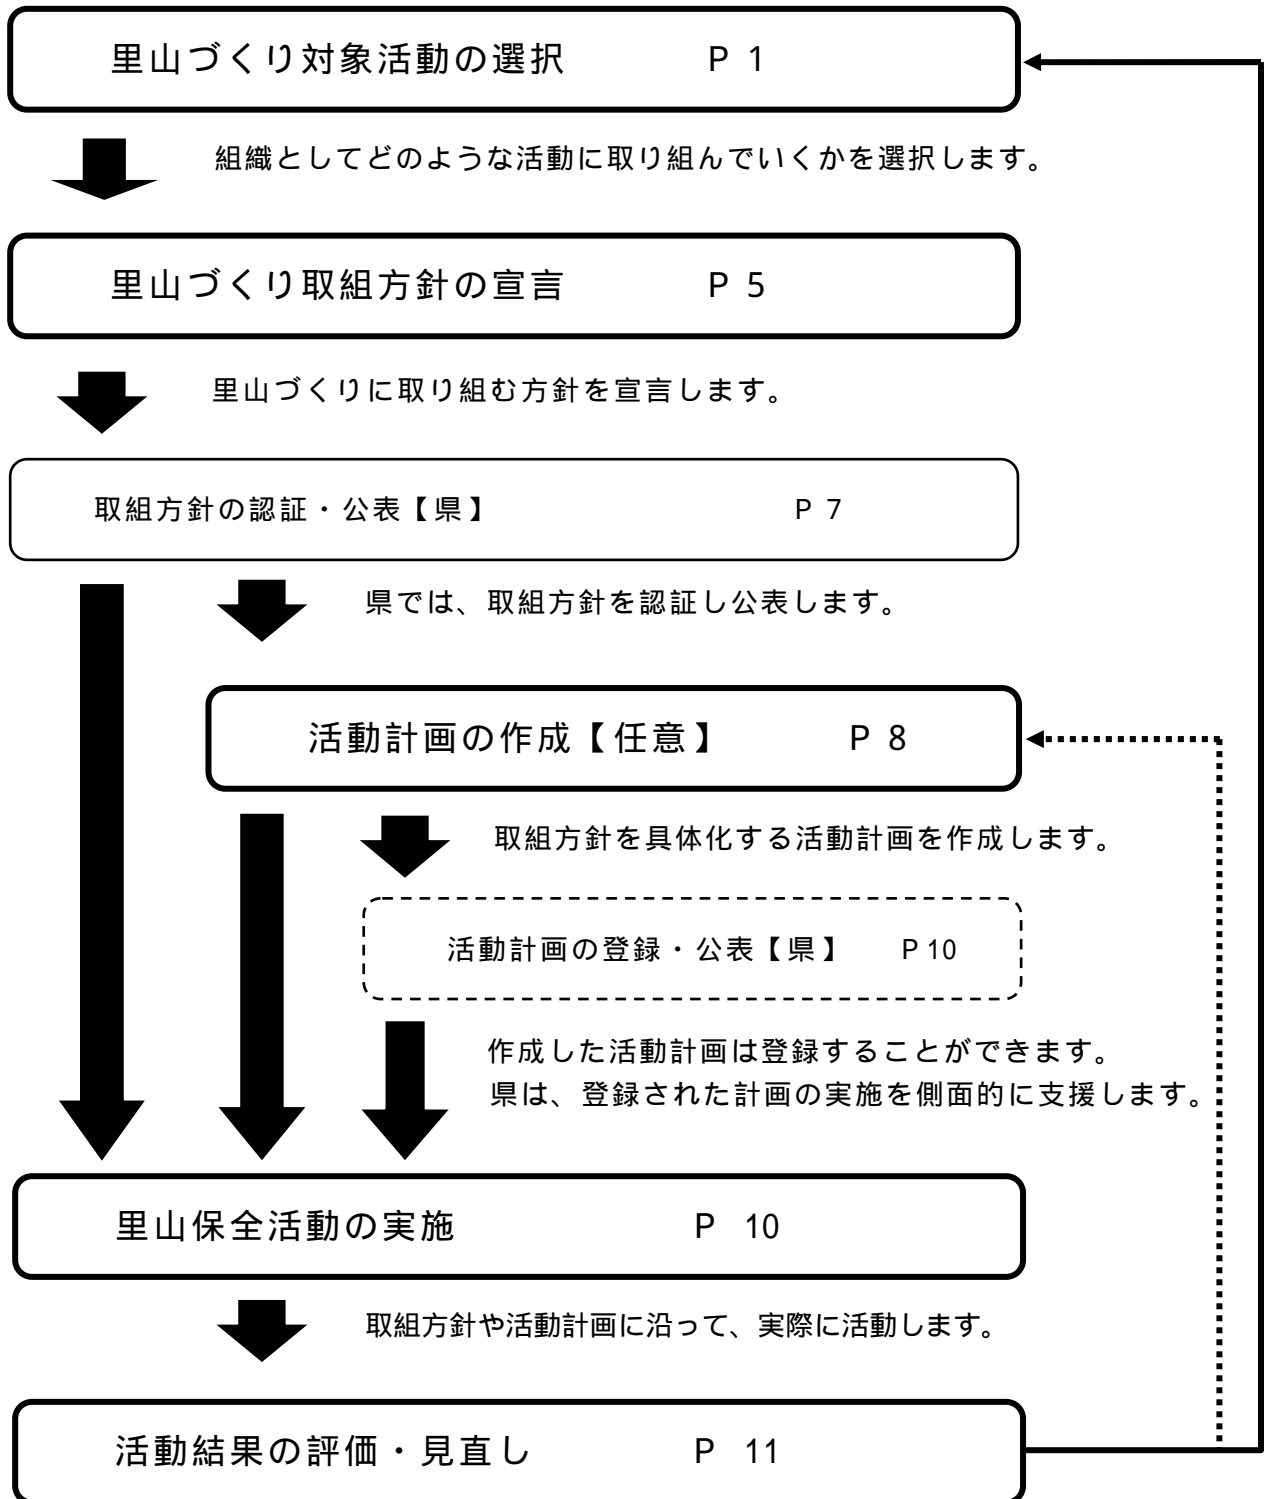 里山づくり対象活動の選択 P 1
組織としてどのような活動に取り組んでいくかを選択します。
里山づくり取組方針の宣言 P 5
里山づくりに取り組む方針を宣言します。
取組方針の認証・公表【県】 P 7
県では、取組方針を認証し公表します。
活動計画の作成【任意】 P 8
取組方針を具体化する活動計画を作成します。
活動計画の登録・公表【県】 P 10
作成した活動計画は登録することができます。
県は、登録された計画の実施を側面的に支援します。
里山保全活動の実施 P 10
取組方針や活動計画に沿って、実際に活動します。
活動結果の評価・見直し P 11